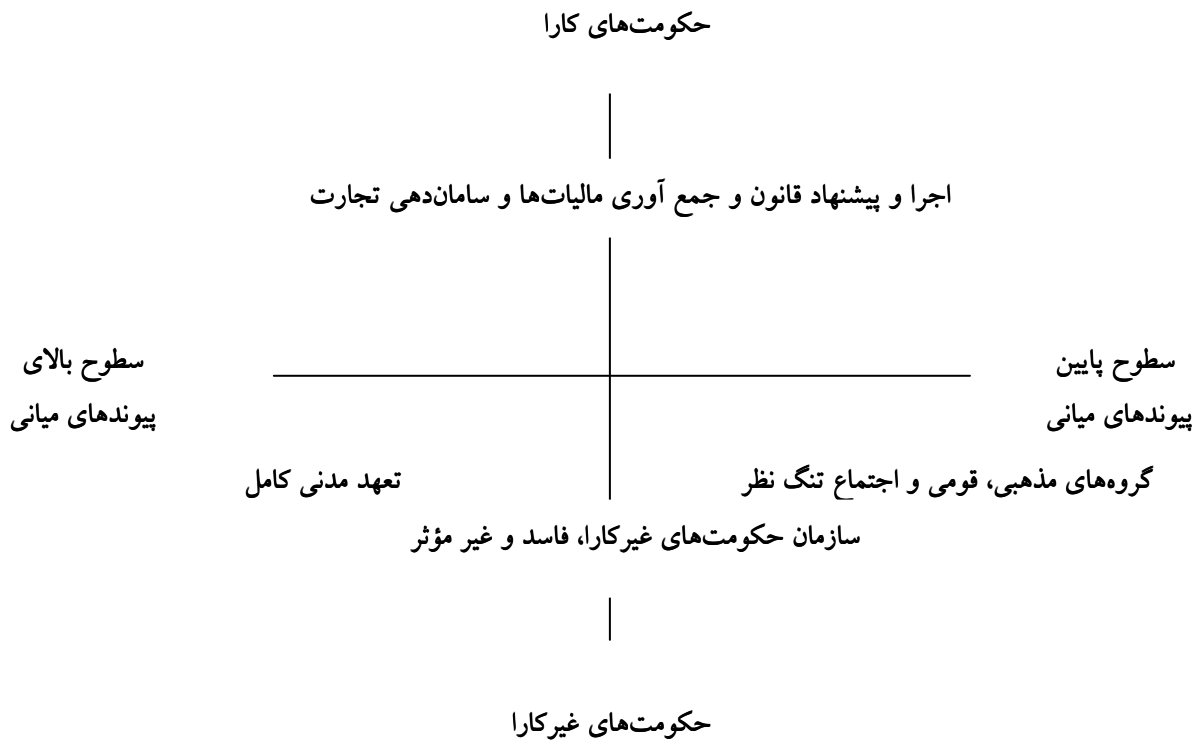 حکومت‌های کارا
اجرا و پیشنهاد قانون و جمع آوری مالیات‌ها و سامان‌دهی تجارت
سطوح پایین
پیوندهای میانی
سطوح بالای
پیوندهای میانی
گروه‌های مذهبی، قومی و اجتماع تنگ نظر
تعهد مدنی کامل
سازمان حکومت‌های غیرکارا، فاسد و غیر مؤثر
حکومت‌های غیرکارا